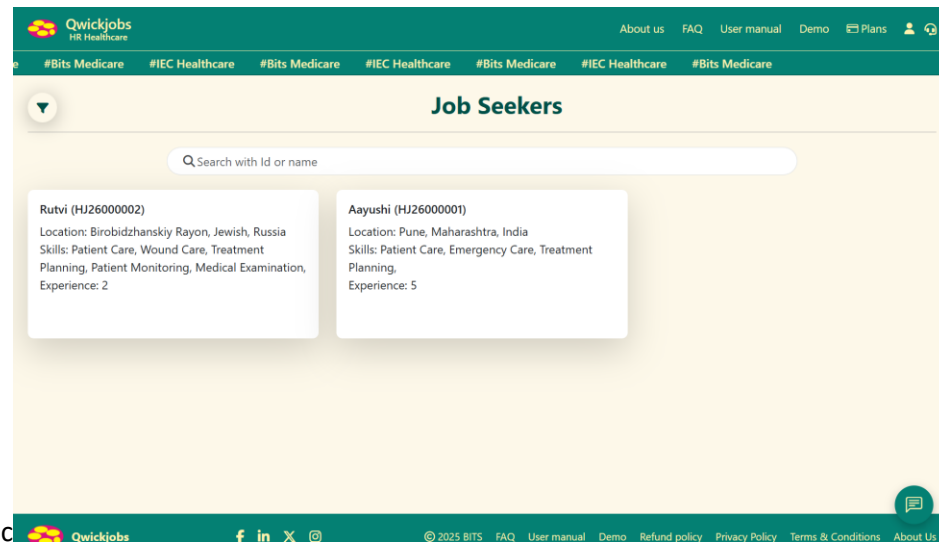 Qwickjobs
HR Healthcare
About us FAQ User manual Demo Plans
e #Bits Medicare #IEC Healthcare #Bits Medicare #IEC Healthcare #Bits Medicare #IEC Healthcare #Bits Medicare
Job Seekers
Search with Id or name
Rutvi (HJ26000002)
Location: Birobidzhanskiy Rayon, Jewish, Russia
Skills: Patient Care, Wound Care, Treatment
Planning, Patient Monitoring, Medical Examination,
Experience: 2
Aayushi (HJ26000001)
Location: Pune, Maharashtra, India
Skills: Patient Care, Emergency Care, Treatment
Planning,
Experience: 5
c
Qwickjobs f in X © 2025 BITS FAQ User manual Demo Refund policy Privacy Policy Terms & Conditions About Us